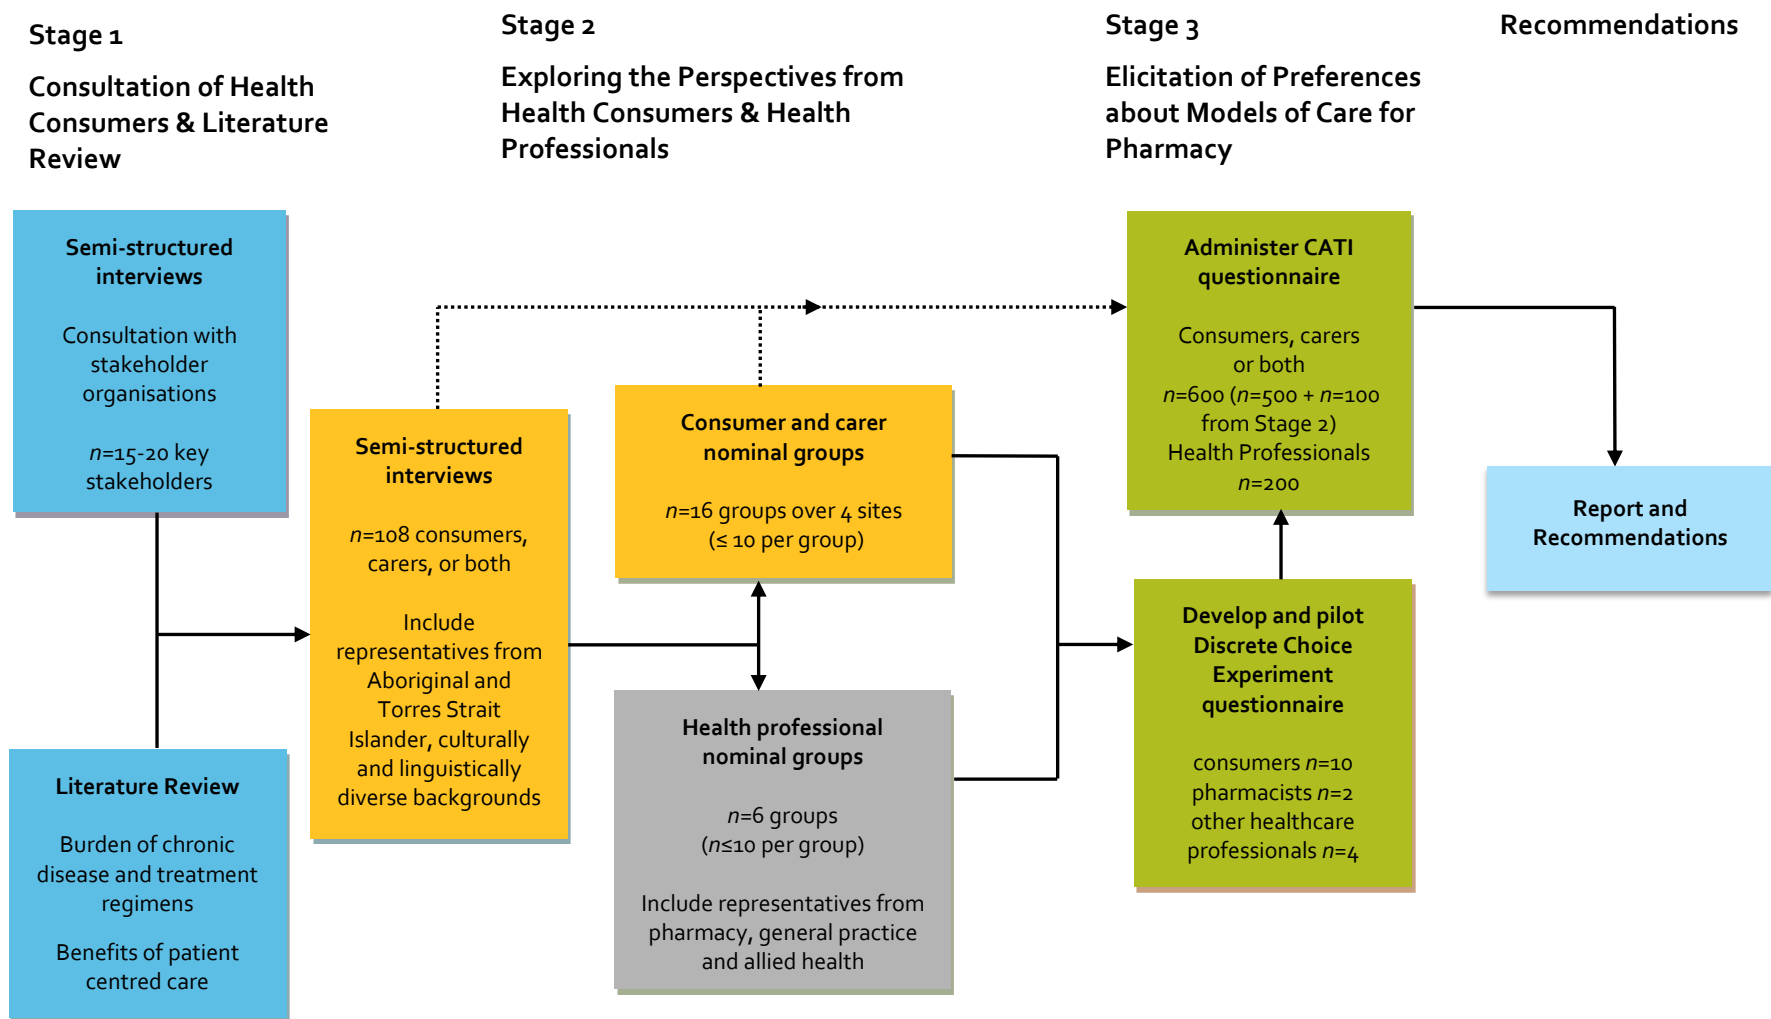 Stage 1
Consultation of Health
Consumers & Literature
Review
Stage 2
Exploring the Perspectives from
Health Consumers & Health
Professionals
Stage 3
Elicitation of Preferences
about Models of Care for
Pharmacy
Recommendations
Semi-structured
interviews
Consultation with
stakeholder
organisations
n=15-20 key
stakeholders
Literature Review
Burden of chronic
disease and treatment
regimens
Benefits of patient
centred care
Semi-structured
interviews
n=108 consumers,
carers, or both
Include
representatives from
Aboriginal and
Torres Strait
Islander, culturally
and linguistically
diverse backgrounds
Consumer and carer
nominal groups
n=16 groups over 4 sites
(≤ 10 per group)
Health professional
nominal groups
n=6 groups
(n≤10 per group)
Include representatives from
pharmacy, general practice
and allied health
Administer CATI
questionnaire
Consumers, carers
or both
n=600 (n=500 + n=100
from Stage 2)
Health Professionals
n=200
Develop and pilot
Discrete Choice
Experiment
questionnaire
consumers n=10
pharmacists n=2
other healthcare
professionals n=4
Report and
Recommendations